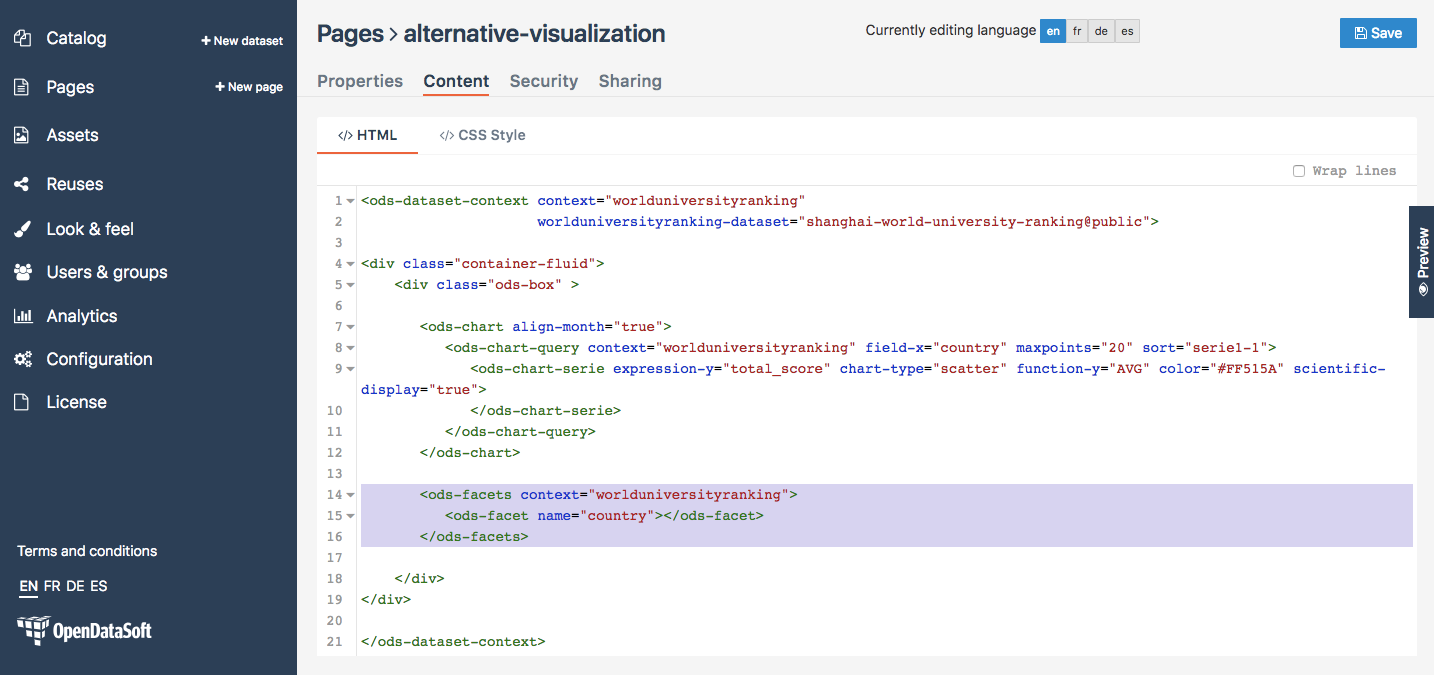 Catalog
+ New dataset
Pages
+ New page
Assets
Reuses
Look & feel
Users & groups
Analytics
Configuration
License
Terms and conditions
EN FR DE ES
OpenDataSoft
Pages > alternative-visualization
Currently editing language en fr de es
Save
Properties Content Security Sharing
</> HTML </> CSS Style
Wrap lines
1 <ods-dataset-context context="worlduniversityranking"
2 worlduniversityranking-dataset="shanghai-world-university-ranking@public">
3
4 <div class="container-fluid">
5 <div class="ods-box" >
6
7 <ods-chart align-month="true">
8 <ods-chart-query context="worlduniversityranking" field-x="country" maxpoints="20" sort="serie1-1">
9 <ods-chart-serie expression-y="total_score" chart-type="scatter" function-y="AVG" color="#FF515A" scientific-
display="true">
10 </ods-chart-serie>
11 </ods-chart-query>
12 </ods-chart>
13
14 <ods-facets context="worlduniversityranking">
15 <ods-facet name="country"></ods-facet>
16 </ods-facets>
17
18 </div>
19 </div>
20
21 </ods-dataset-context>
Preview